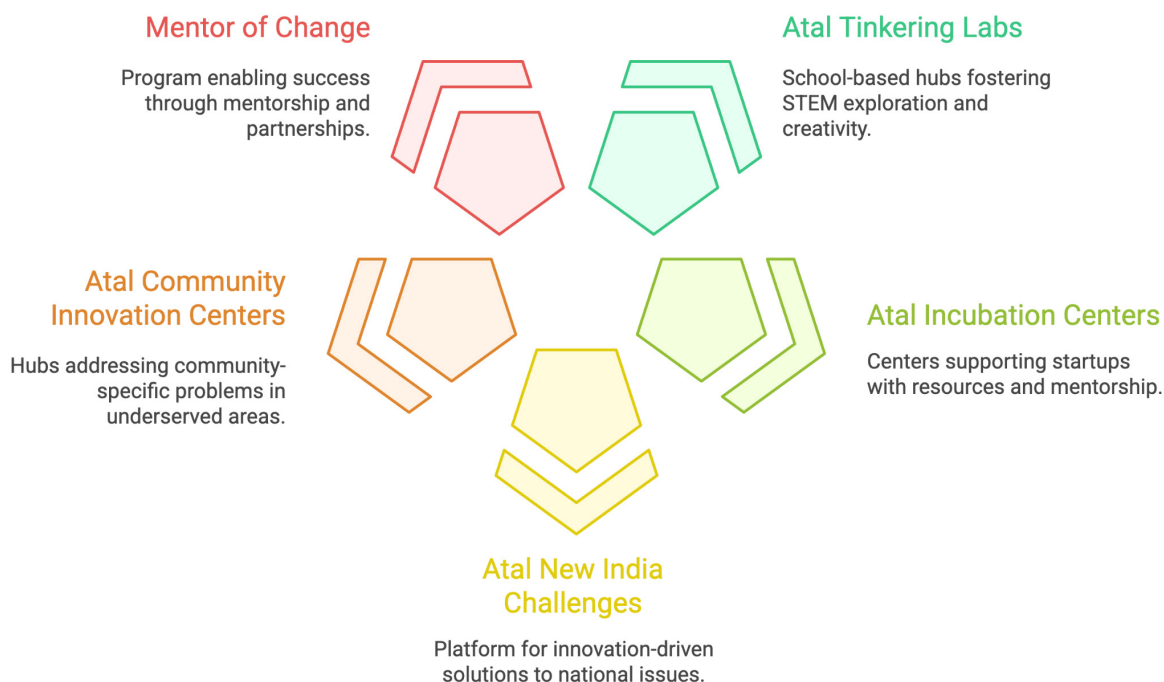 Mentor of Change
Program enabling success
through mentorship and
partnerships.
Atal Tinkering Labs
School-based hubs fostering
STEM exploration and
creativity.
Atal Community
Innovation Centers
Hubs addressing community-
specific problems in
underserved areas.
Atal Incubation Centers
Centers supporting startups
with resources and mentorship.
Atal New India
Challenges
Platform for innovation-driven
solutions to national issues.